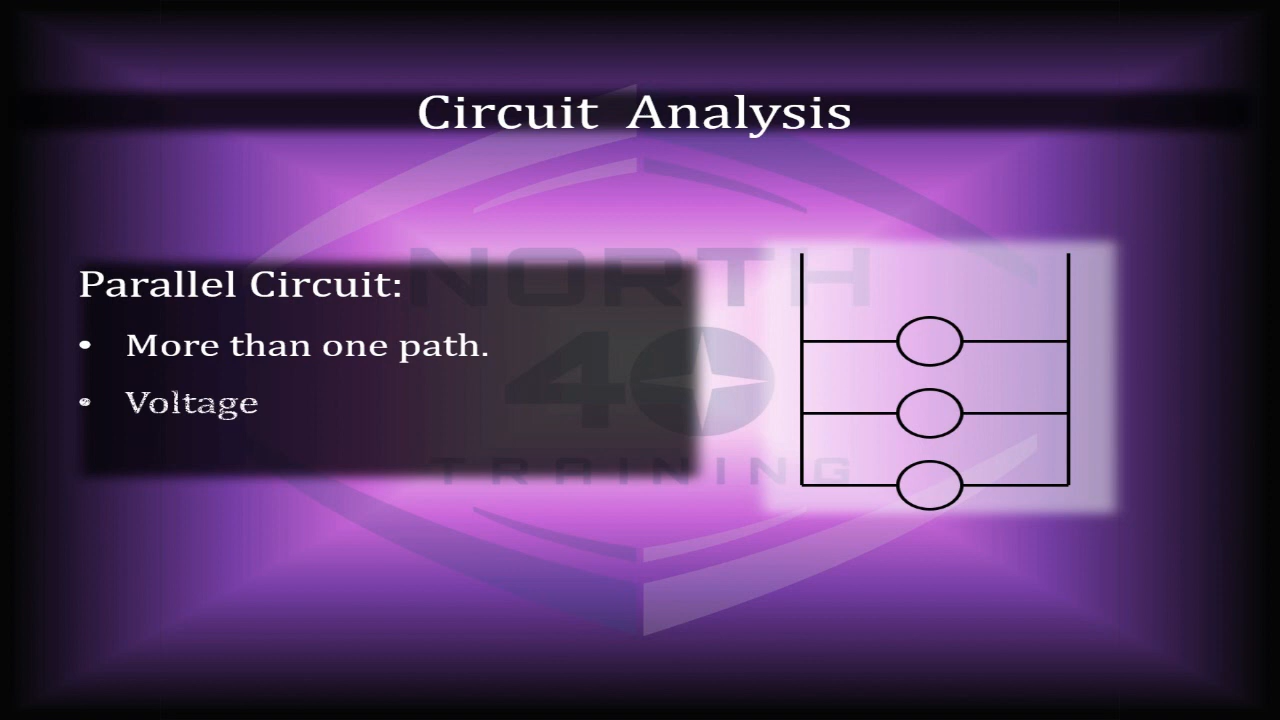 Circuit Analysis
NORTH
40
TRAINING
Parallel Circuit:
• More than one path.
• Voltage